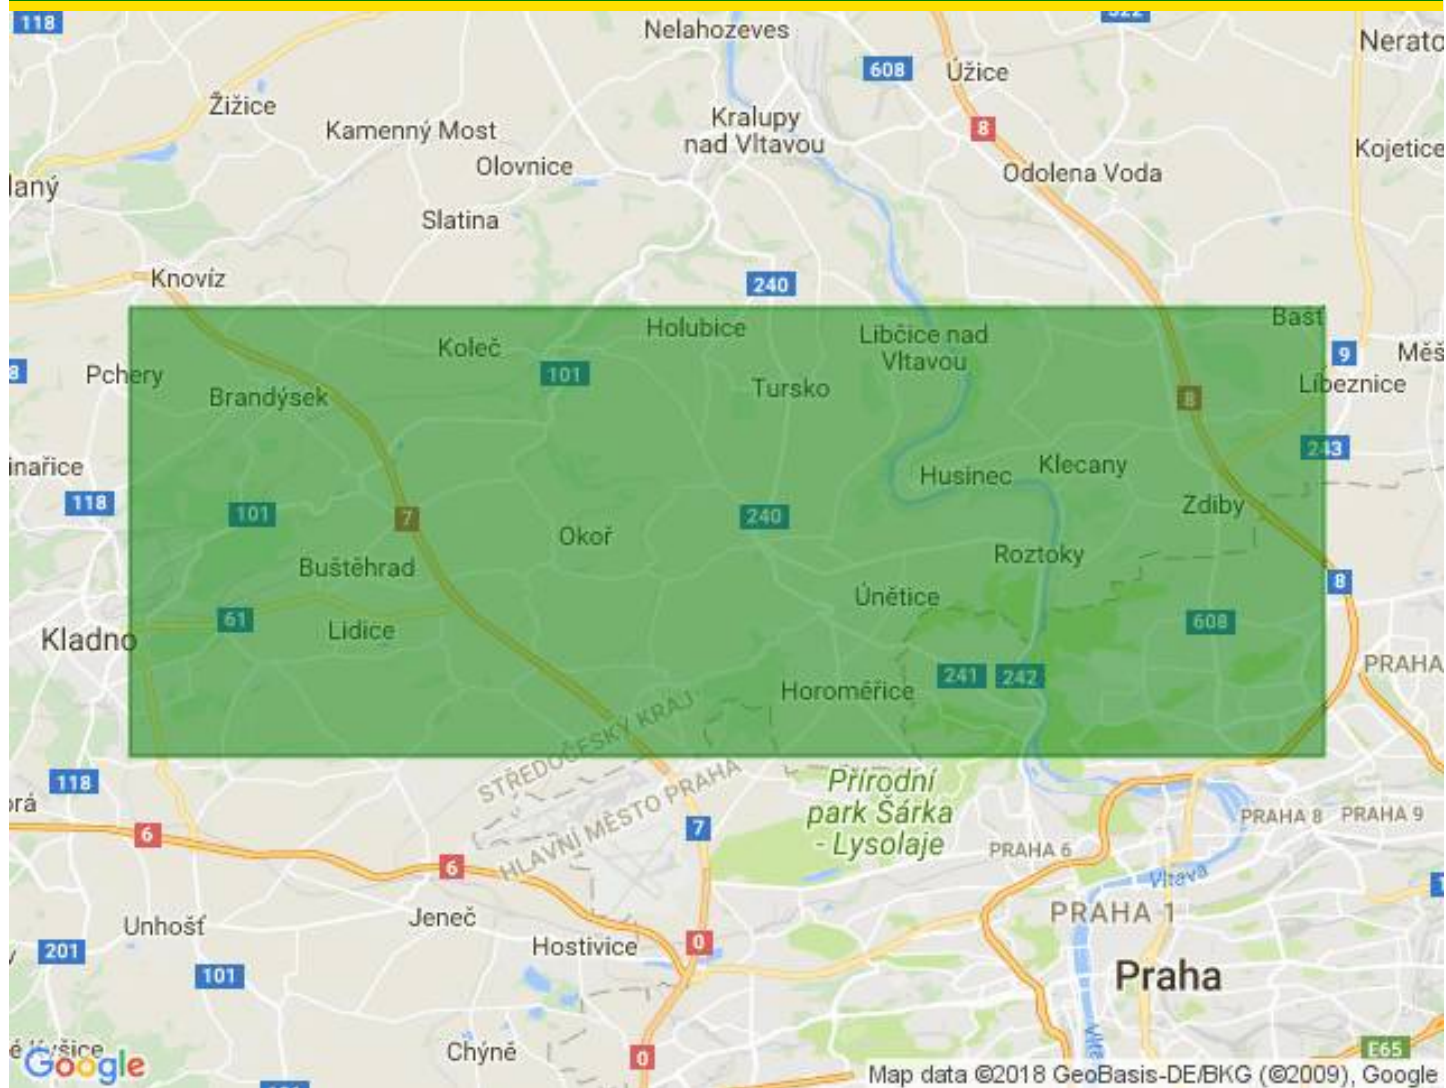 118
Nelahozeves
Nerato
608
Úžice
Žižice
Kralupy
nad Vltavou
Kamenný Most
8
Kojetice
Olovnice
Odolena Voda
laný
Slatina
Knovíz
240
Holubice
Bašť
Koleč
Libčice nad
Vltavou
9
Měš
8
Pchery
101
Tursko
Líbeznice
Brandýsek
8
inařice
243
Husinec
Klecany
118
101
7
240
Zdiby
Okoř
Roztoky
Buštěhrad
8
Únětice
61
Lidice
608
Kladno
241
242
PRAHA
Horoměřice
STŘEDOČESKÝ KRAJ
HLAVNÍ MĚSTO PRAHA
118
Přírodní
park Šárka
- Lysolaje
orá
6
7
PRAHA 8
PRAHA 9
PRAHA 6
6
Vltava
Unhošť
Jeneč
PRAHA 1
Hostivice
0
201
101
Praha
Chýně
0
E65
Google
Map data ©2018 GeoBasis-DE/BKG (©2009), Google